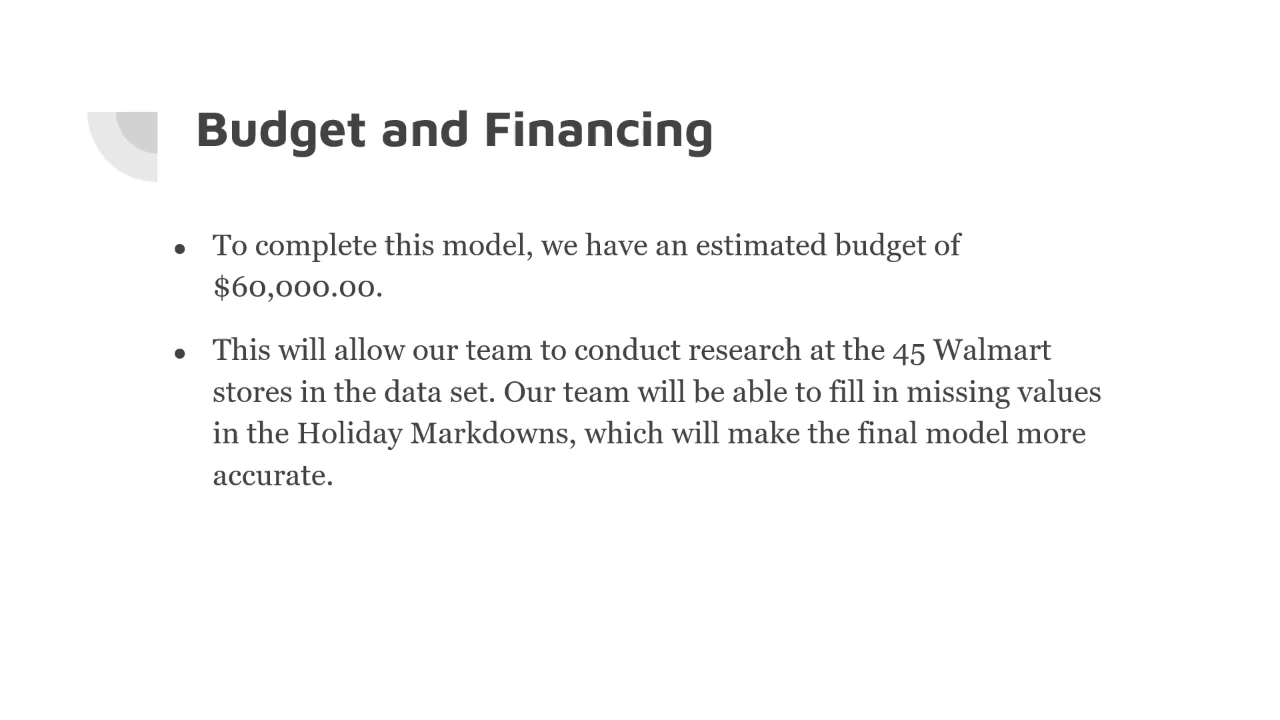 Budget and Financing
● To complete this model, we have an estimated budget of
$60,000.00.
● This will allow our team to conduct research at the 45 Walmart
stores in the data set. Our team will be able to fill in missing values
in the Holiday Markdowns, which will make the final model more
accurate.